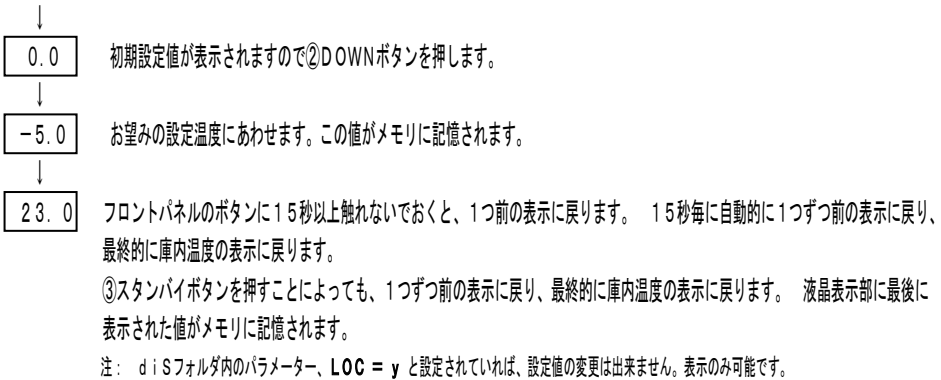 ↓
0.0 初期設定値が表示されますので②DOWNボタンを押します。
↓
-5.0 お望みの設定温度にあわせます。この値がメモリに記憶されます。
↓
23.0 フロントパネルのボタンに15秒以上触れないでおくと、1つ前の表示に戻ります。 15秒毎に自動的に1つずつ前の表示に戻り、
最終的に庫内温度の表示に戻ります。
③スタンバイボタンを押すことによっても、1つずつ前の表示に戻り、最終的に庫内温度の表示に戻ります。 液晶表示部に最後に
表示された値がメモリに記憶されます。
注: diSフォルダ内のパラメーター、LOC = y と設定されていれば、設定値の変更は出来ません。表示のみ可能です。